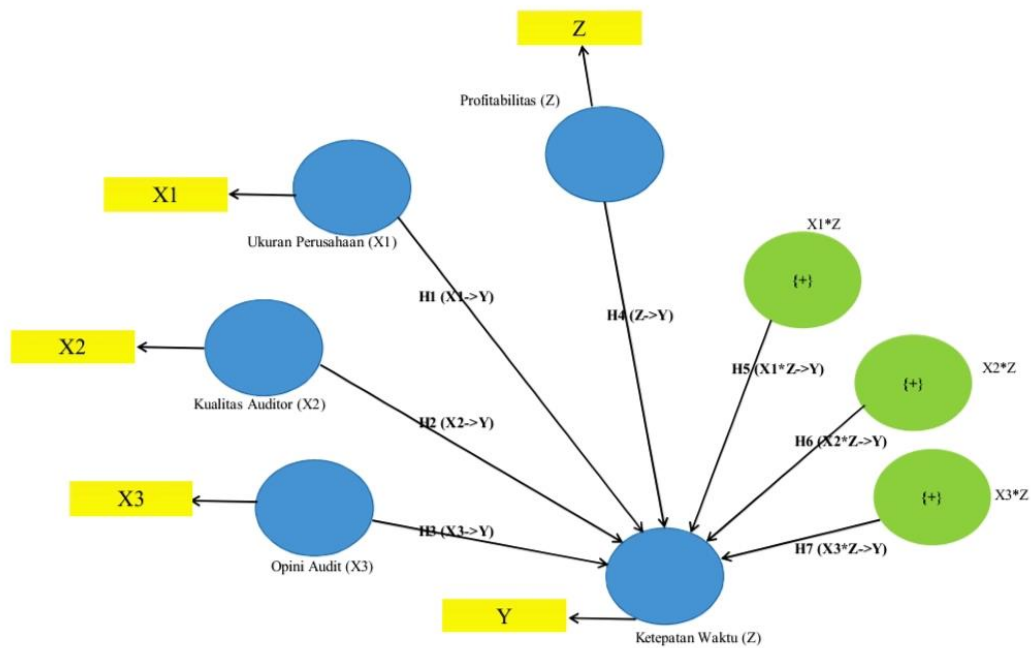 Z
Profitabilitas (Z)
X1
Ukuran Perusahaan (X1)
X1*Z
{+}
H1 (X1->Y)
H4 (Z->Y)
X2
Kualitas Auditor (X2)
H5 (X1*Z->Y)
X2*Z
{+}
H2 (X2->Y)
H6 (X2*Z->Y)
X3
Opini Audit (X3)
H3 (X3->Y)
X3*Z
{+}
H7 (X3*Z->Y)
Y
Ketepatan Waktu (Z)